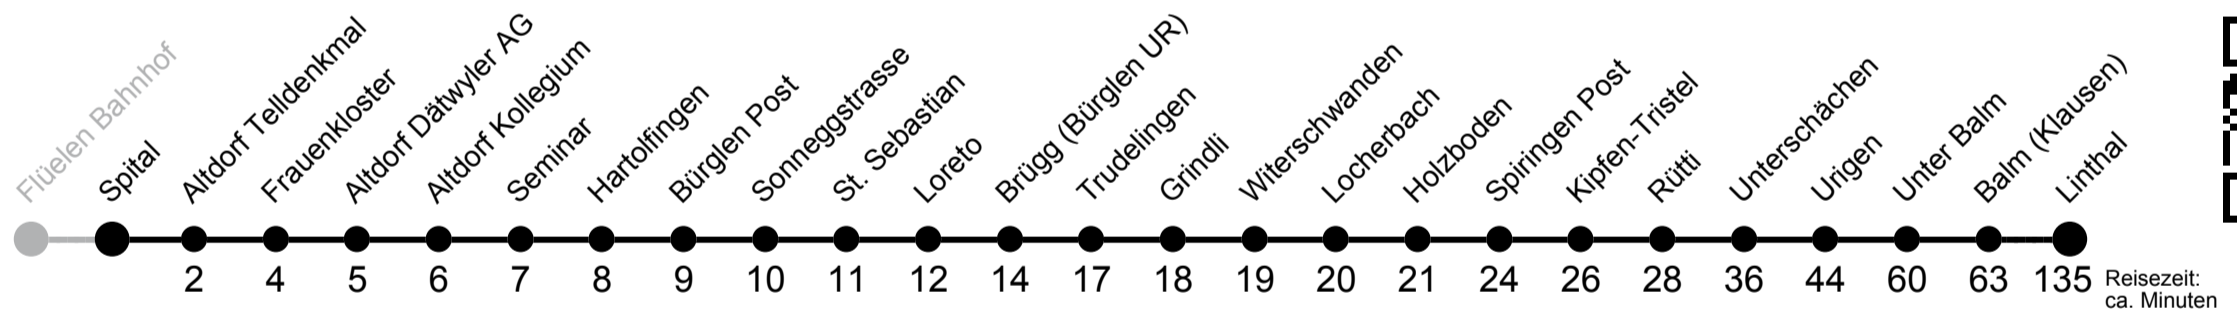 Flüelen Bahnhof
Spital
Altdorf Telldenkmal
Frauenkloster
Altdorf Dätwyler AG
Altdorf Kollegium
Seminar
Hartolfingen
Bürglen Post
Sonneggstrasse
St. Sebastian
Loreto
Brügg (Bürglen UR)
Trudelingen
Grindli
Witerschwanden
Locherbach
Holzboden
Spiringen Post
Kipfen-Tristel
Rütti
Unterschächen
Urigen
Unter Balm
Balm (Klausen)
Linthal
2 4 5 6 7 8 9 10 11 12 14 17 18 19 20 21 24 26 28 36 44 60 63 135
Reisezeit:
ca. Minuten